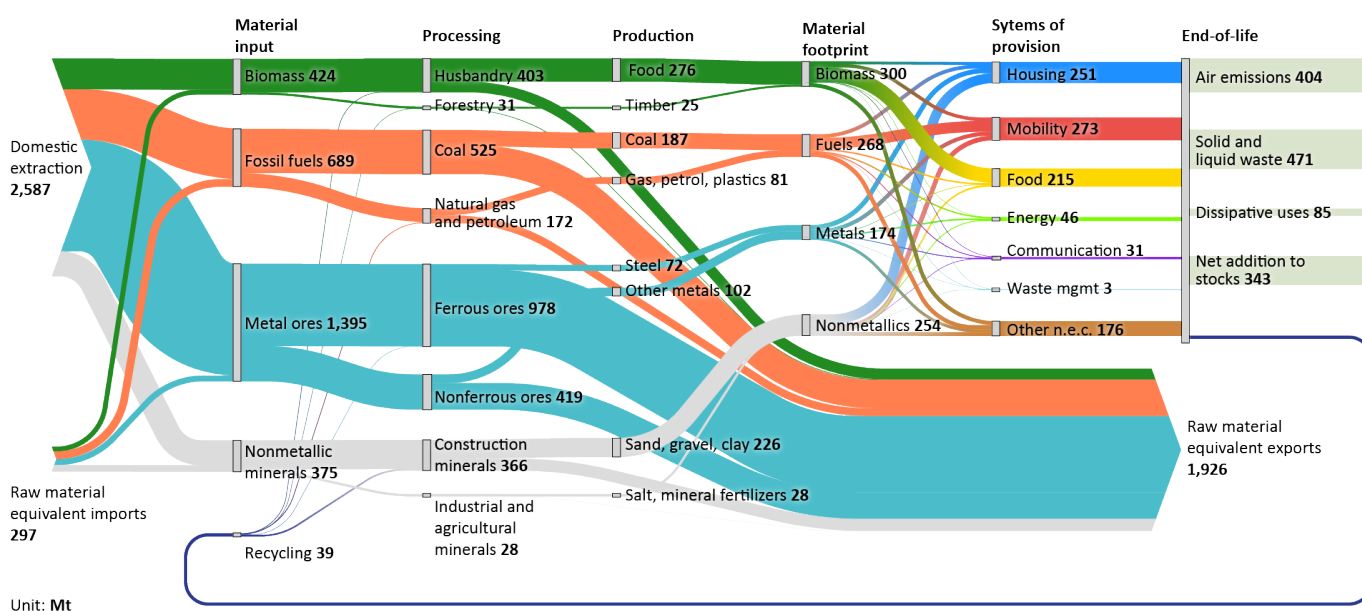 Material
input
Processing
Production
Material
footprint
Sytems of
provision
End-of-life
Domestic
extraction
2,587
Raw material
equivalent imports
297
Biomass 424
Fossil fuels 689
Metal ores 1,395
Nonmetallic
minerals 375
Recycling 39
Husbandry 403
Forestry 31
Coal 525
Natural gas
and petroleum 172
Ferrous ores 978
Nonferrous ores 419
Construction
minerals 366
Industrial and
agricultural
minerals 28
Food 276
Timber 25
Coal 187
Gas, petrol, plastics 81
Steel 72
Other metals 102
Sand, gravel, clay 226
Salt, mineral fertilizers 28
Biomass 300
Fuels 268
Metals 174
Nonmetallics 254
Housing 251
Mobility 273
Food 215
Energy 46
Communication 31
Waste mgmt 3
Other n.e.c. 176
Air emissions 404
Solid and
liquid waste 471
Dissipative uses 85
Net addition to
stocks 343
Raw material
equivalent exports
1,926
Unit: Mt